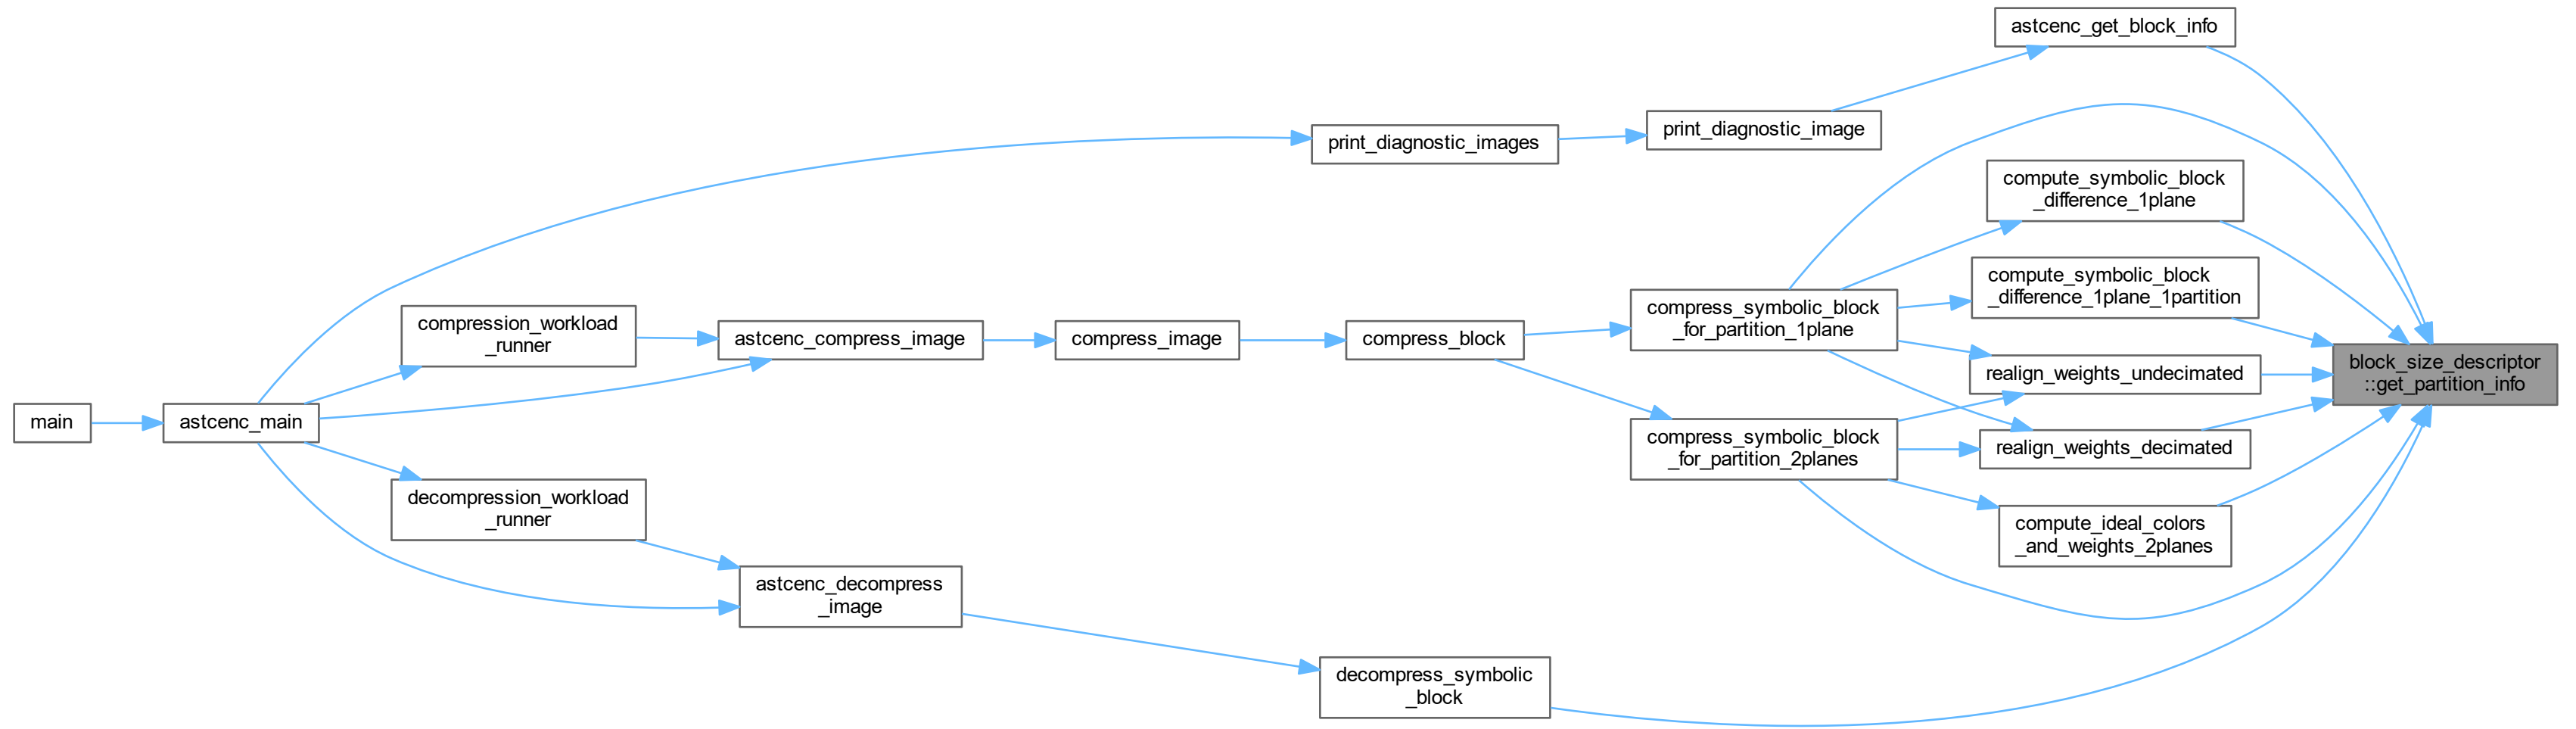 astcenc_get_block_info
print_diagnostic_image
print_diagnostic_images
compute_symbolic_block
_difference_1plane
compute_symbolic_block
_difference_1plane_1partition
compression_workload
_runner
astcenc_compress_image
compress_image
compress_block
compress_symbolic_block
_for_partition_1plane
realign_weights_undecimated
block_size_descriptor
::get_partition_info
main
astcenc_main
compress_symbolic_block
_for_partition_2planes
realign_weights_decimated
decompression_workload
_runner
compute_ideal_colors
_and_weights_2planes
astcenc_decompress
_image
decompress_symbolic
_block